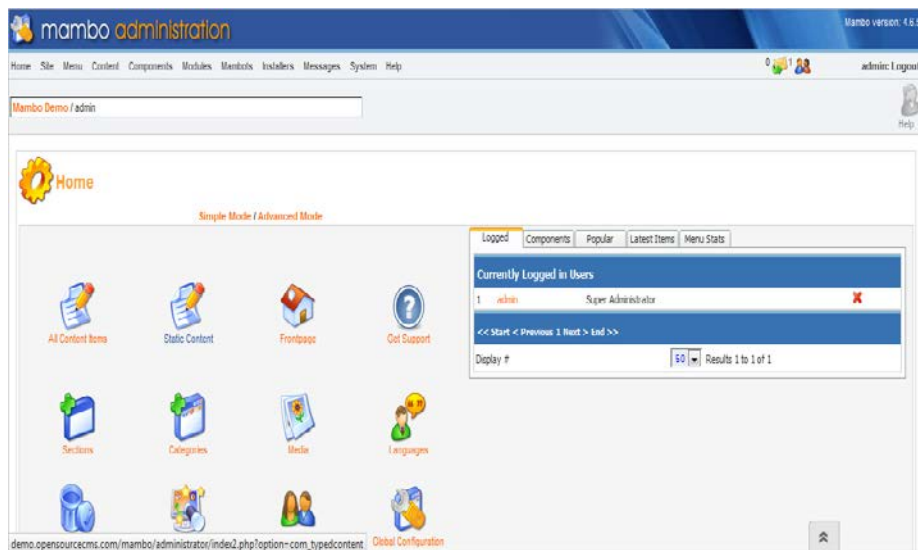 mambo administration
Mambo version: 4.6.5
Home Site Menu Content Components Modules Mambots Installers Messages System Help
0 1
admin: Logout
Mambo Demo / admin
Help
Home
Simple Mode / Advanced Mode
Logged Components Popular Latest Items Menu Stats
Currently Logged in Users
1 admin Super Administrator
<< Start < Previous 1 Next > End >>
Display # 50 Results 1 to 1 of 1
All Content Items Static Content Frontpage Get Support
Sections Categories Media Languages
Global Configuration
demo.opensourcecms.com/mambo/administrator/index2.php?option=com_typedcontent